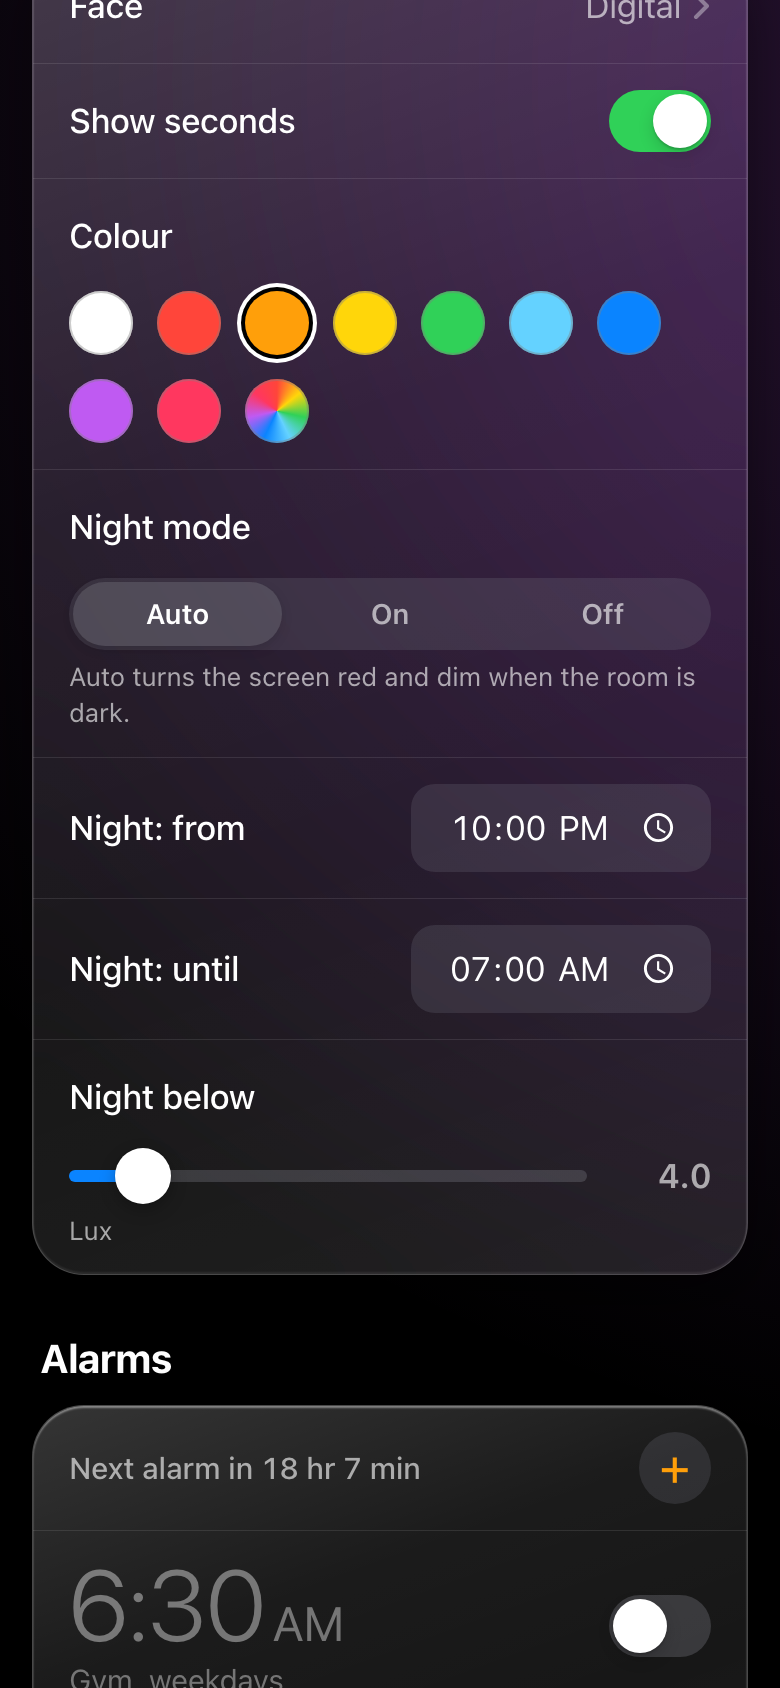 Face
Digital
Show seconds
Colour
Night mode
Auto
On
Off
Auto turns the screen red and dim when the room is
dark.
Night: from
10:00 PM
Night: until
07:00 AM
Night below
4.0
Lux
Alarms
Next alarm in 18 hr 7 min
+
6:30 AM
Gym, weekdays